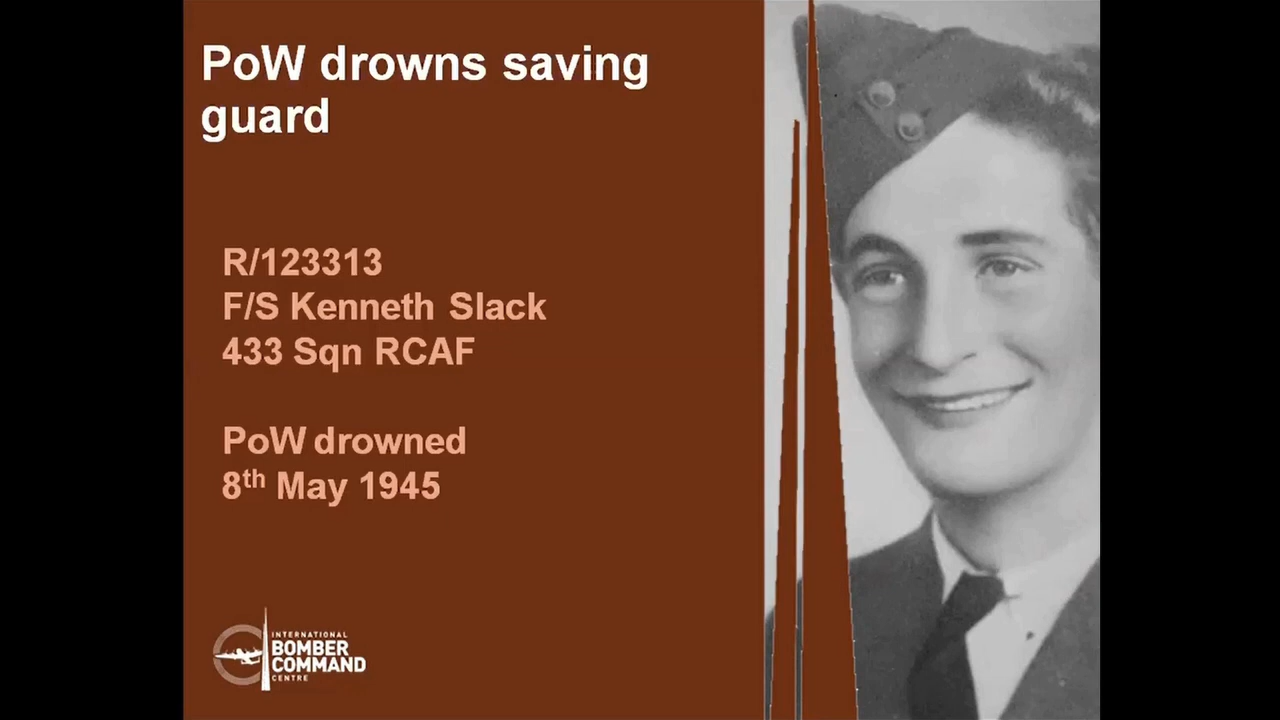 PoW drowns saving
guard
R/123313
F/S Kenneth Slack
433 Sqn RCAF
PoW drowned
8th May 1945
INTERNATIONAL
BOMBER
COMMAND
CENTRE